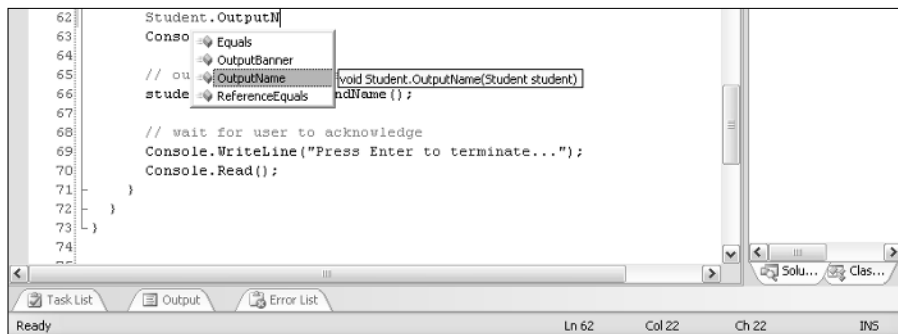 62 Student.OutputN
63 Conso
Equals
64
OutputBanner
65 // ou
OutputName void Student.OutputName(Student student)
66 stude ndName();
ReferenceEquals
67
68 // wait for user to acknowledge
69 Console.WriteLine("Press Enter to terminate...");
70 Console.Read();
71 }
72 }
73 }
74
Solu... Clas...
Task List Output Error List
Ready Ln 62 Col 22 Ch 22 INS